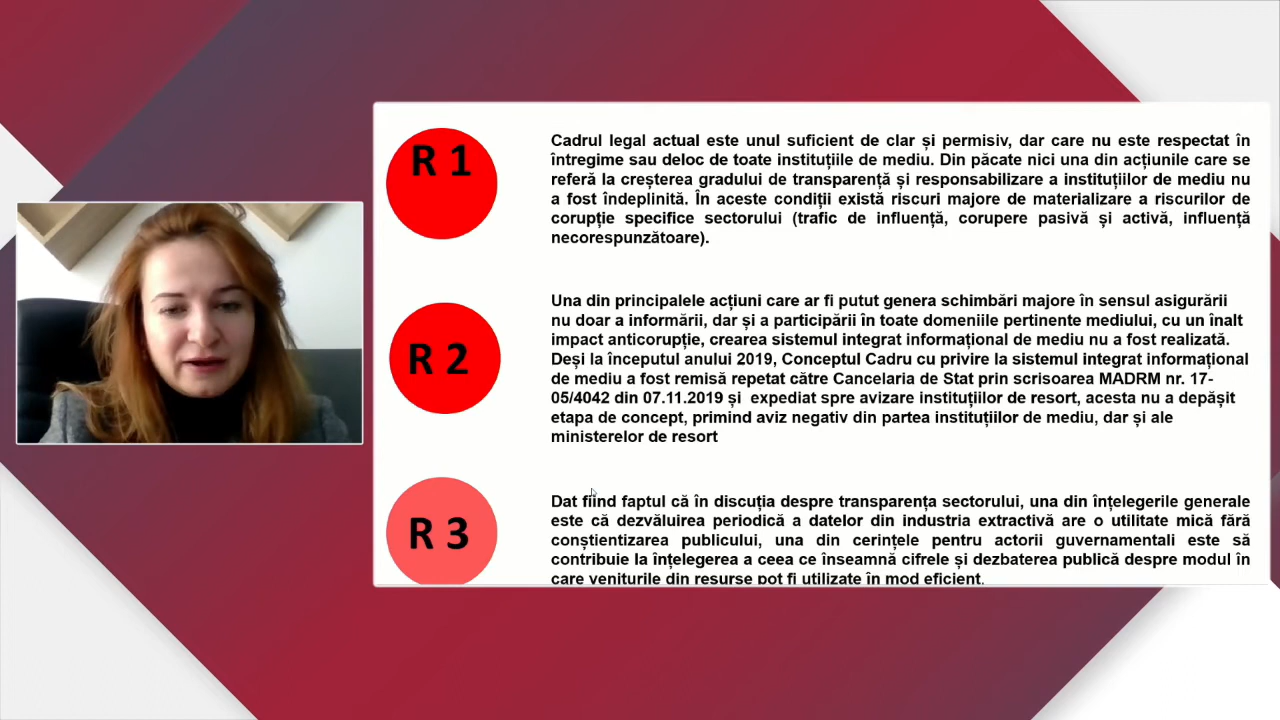 R 1
Cadrul legal actual este unul suficient de clar și permisiv, dar care nu este respectat în
întregime sau deloc de toate instituțiile de mediu. Din păcate nici una din acțiunile care se
referă la creșterea gradului de transparență și responsabilizare a instituțiilor de mediu nu
a fost îndeplinită. În aceste condiții există riscuri majore de materializare a riscurilor de
corupție specifice sectorului (trafic de influență, corupere pasivă și activă, influență
necorespunzătoare).
R 2
Una din principalele acțiuni care ar fi putut genera schimbări majore în sensul asigurării
nu doar a informării, dar și a participării în toate domeniile pertinente mediului, cu un înalt
impact anticorupție, crearea sistemului integrat informațional de mediu nu a fost realizată.
Deși la începutul anului 2019, Conceptul Cadru cu privire la sistemul integrat informațional
de mediu a fost remisă repetat către Cancelaria de Stat prin scrisoarea MADRM nr. 17-
05/4042 din 07.11.2019 și expediat spre avizare instituțiilor de resort, acesta nu a depășit
etapa de concept, primind aviz negativ din partea instituțiilor de mediu, dar și ale
ministerelor de resort
R 3
Dat fiind faptul că în discuția despre transparența sectorului, una din înțelegerile generale
este că dezvăluirea periodică a datelor din industria extractivă are o utilitate mică fără
conștientizarea publicului, una din cerințele pentru actorii guvernamentali este să
contribuie la înțelegerea a ceea ce înseamnă cifrele și dezbaterea publică despre modul în
care veniturile din resurse pot fi utilizate în mod eficient.